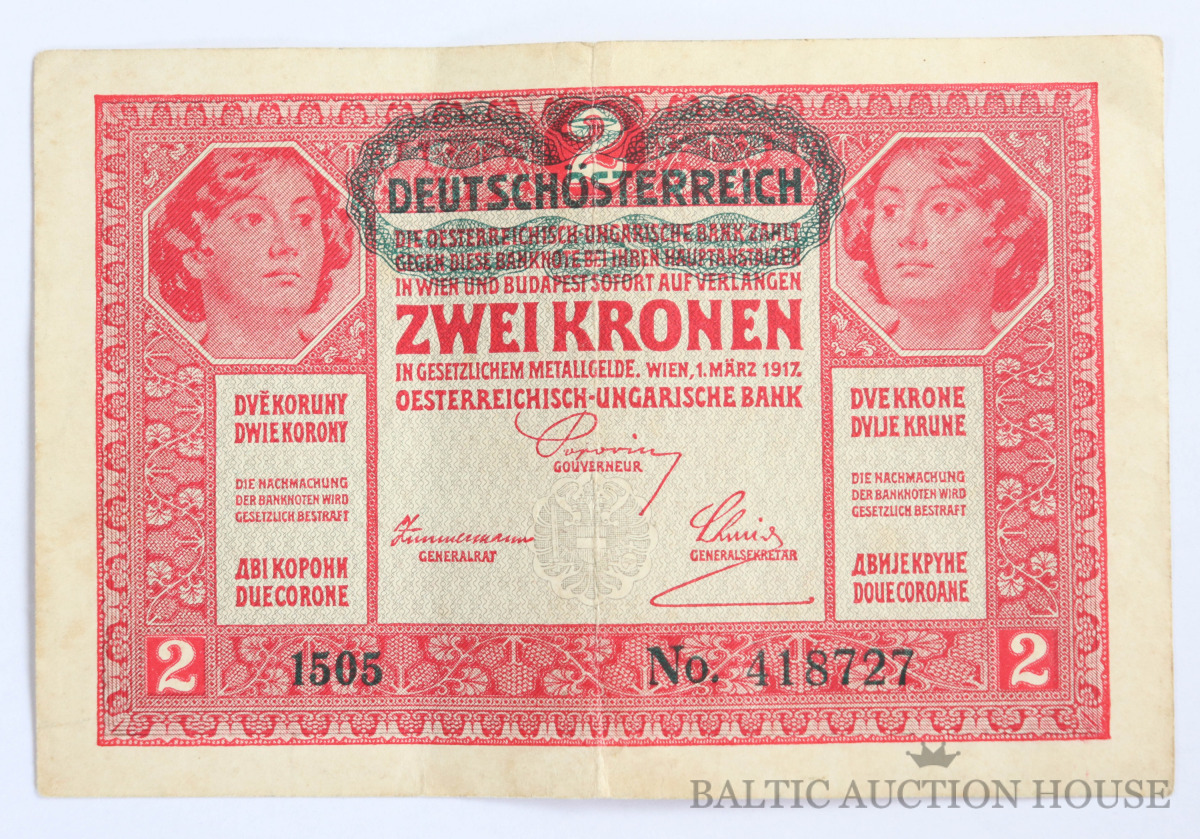 2
DEUTSCHÖSTERREICH
DIE OESTERREICHISCH-UNGARISCHE BANK ZAHLT
GEGEN DIESE BANKNOTE BEI IHREN HAUPTANSTALTEN
IN WIEN UND BUDAPEST SOFORT AUF VERLANGEN
ZWEI KRONEN
IN GESETZLICHEM METALLGELDE. WIEN, 1. MÄRZ 1917.
OESTERREICHISCH-UNGARISCHE BANK
Popovics
GOUVERNEUR
Zimmermann
GENERALRAT
Schmid
GENERALSEKRETÄR
DVĚ KORUNY
DWIE KORONY
DIE NACHMACHUNG
DER BANKNOTEN WIRD
GESETZLICH BESTRAFT
ДВІ КОРОНИ
DUE CORONE
DVE KRONE
DVIJE KRUNE
DIE NACHMACHUNG
DER BANKNOTEN WIRD
GESETZLICH BESTRAFT
ДВИЈЕ КРУНЕ
DOUE COROANE
2
1505
No. 418727
2
BALTIC AUCTION HOUSE